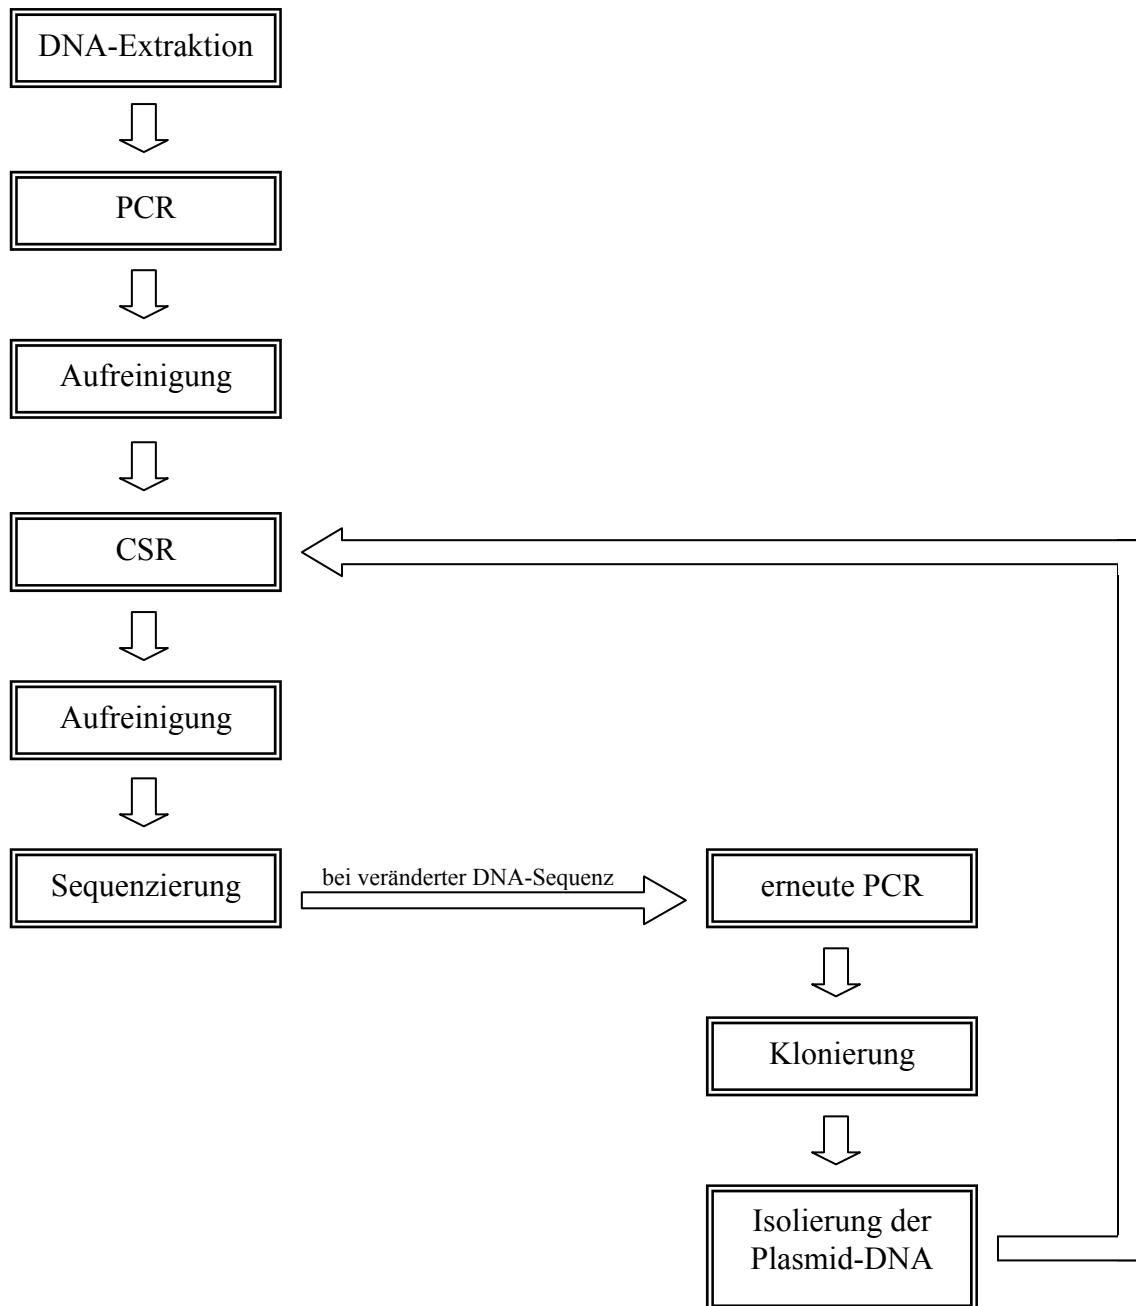 DNA-Extraktion
PCR
Aufreinigung
CSR
Aufreinigung
Sequenzierung
bei veränderter DNA-Sequenz
erneute PCR
Klonierung
Isolierung der
Plasmid-DNA